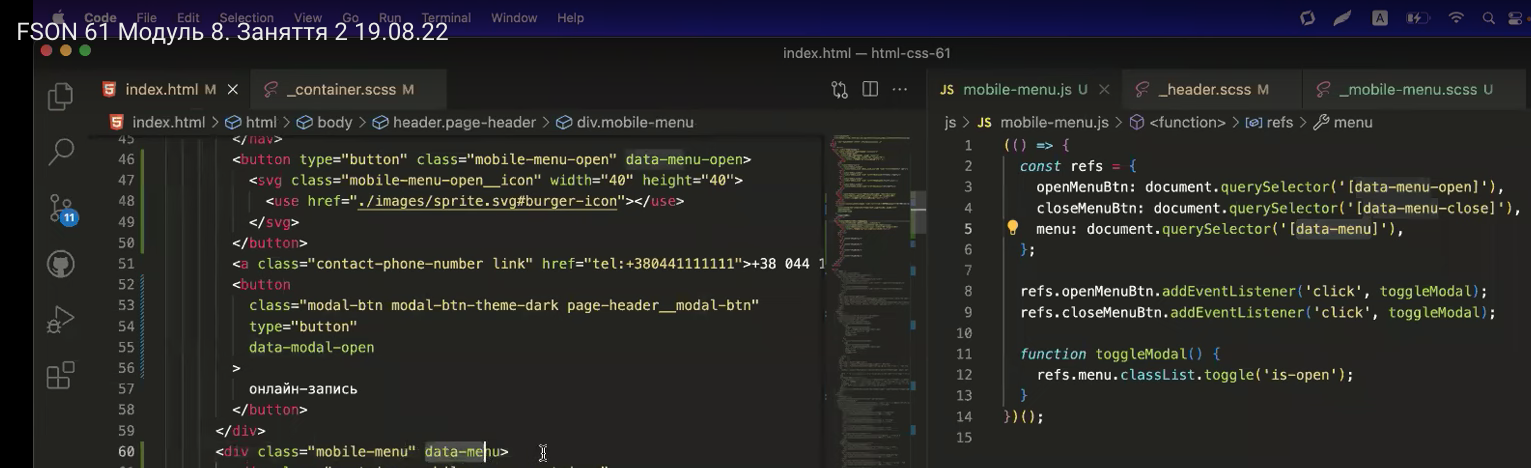 Code File Edit Selection View Go Run Terminal Window Help
FSON 61 Модуль 8. Заняття 2 19.08.22
index.html — html-css-61
index.html M
_container.scss M
index.html > html > body > header.page-header > div.mobile-menu
45 </nav>
46 <button type="button" class="mobile-menu-open" data-menu-open>
47 <svg class="mobile-menu-open__icon" width="40" height="40">
48 <use href="./images/sprite.svg#burger-icon"></use>
49 </svg>
50 </button>
51 <a class="contact-phone-number link" href="tel:+380441111111">+38 044 1
52 <button
53 class="modal-btn modal-btn-theme-dark page-header__modal-btn"
54 type="button"
55 data-modal-open
56 >
57 онлайн-запись
58 </button>
59 </div>
60 <div class="mobile-menu" data-menu>
11
JS mobile-menu.js U
_header.scss M
_mobile-menu.scss U
js > JS mobile-menu.js > <function> > refs > menu
1 (() => {
2 const refs = {
3 openMenuBtn: document.querySelector('[data-menu-open]'),
4 closeMenuBtn: document.querySelector('[data-menu-close]'),
5 menu: document.querySelector('[data-menu]'),
6 };
7
8 refs.openMenuBtn.addEventListener('click', toggleModal);
9 refs.closeMenuBtn.addEventListener('click', toggleModal);
10
11 function toggleModal() {
12 refs.menu.classList.toggle('is-open');
13 }
14 })();
15
A